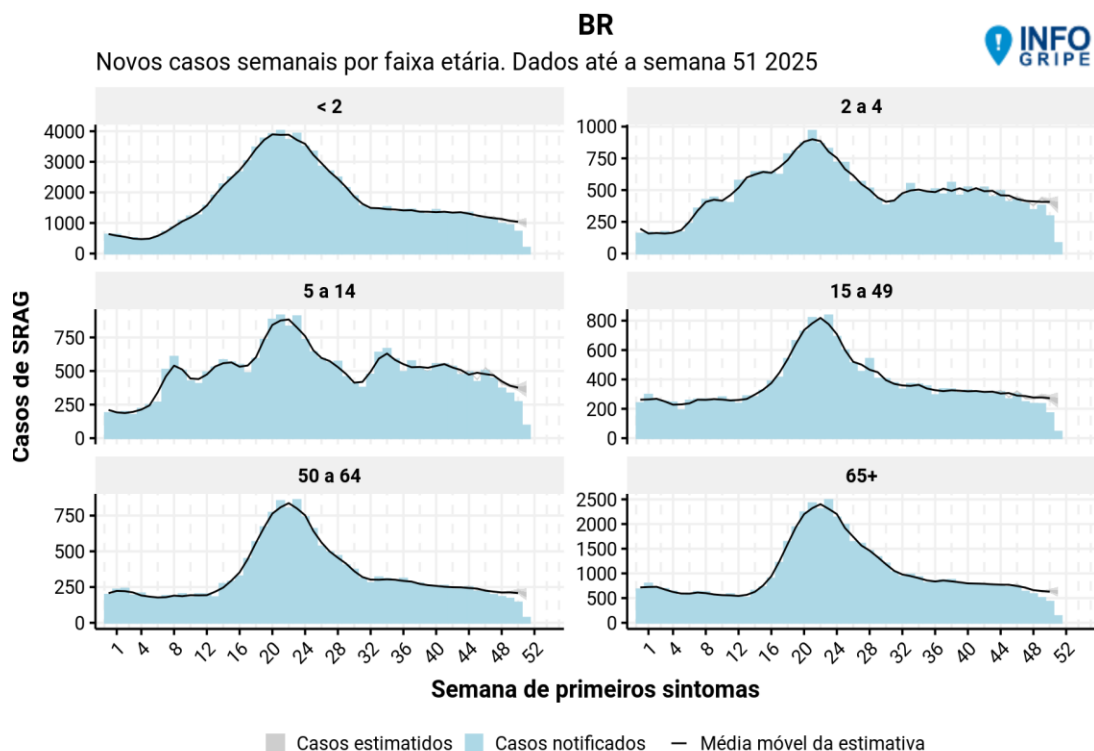 BR
INFO
GRIPE
Novos casos semanais por faixa etária. Dados até a semana 51 2025
Casos de SRAG
< 2
4000
3000
2000
1000
0
2 a 4
1000
750
500
250
0
5 a 14
750
500
250
0
15 a 49
800
600
400
200
0
50 a 64
750
500
250
0
65+
2500
2000
1500
1000
500
0
1 4 8 12 16 20 24 28 32 36 40 44 48 52
1 4 8 12 16 20 24 28 32 36 40 44 48 52
Semana de primeiros sintomas
Casos estimatidos Casos notificados Média móvel da estimativa